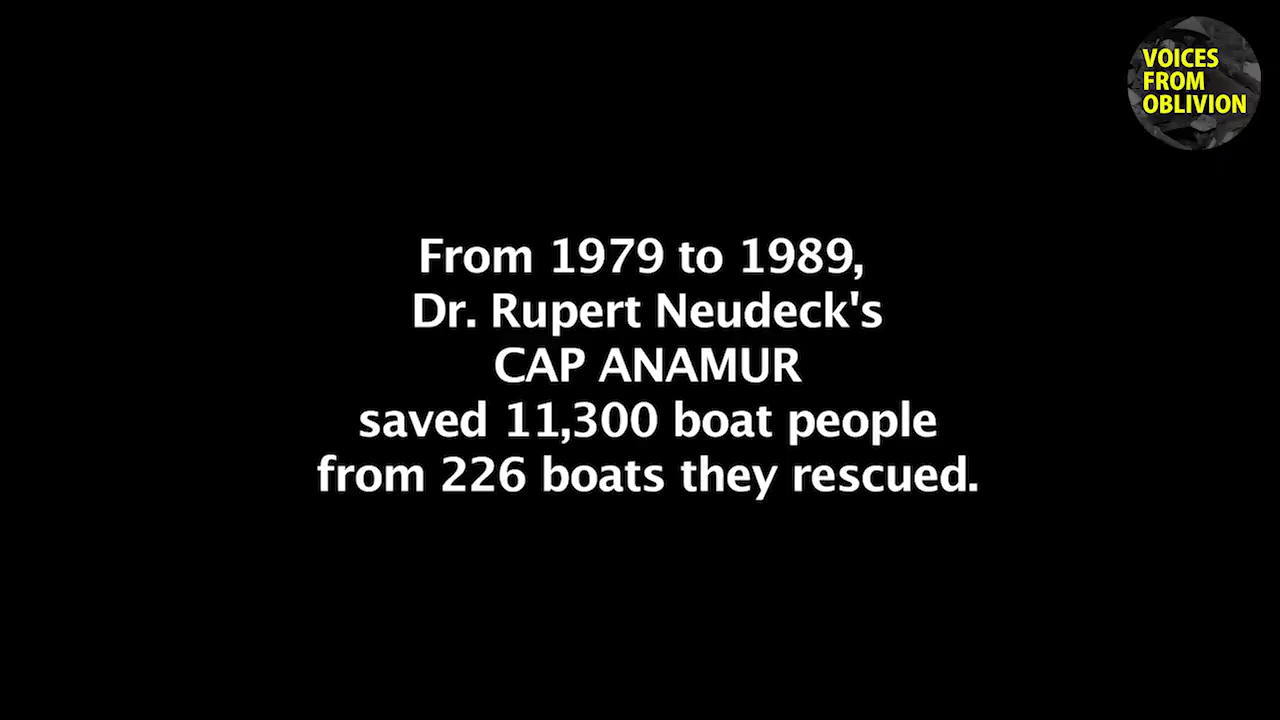 VOICES
FROM
OBLIVION
From 1979 to 1989,
Dr. Rupert Neudeck's
CAP ANAMUR
saved 11,300 boat people
from 226 boats they rescued.